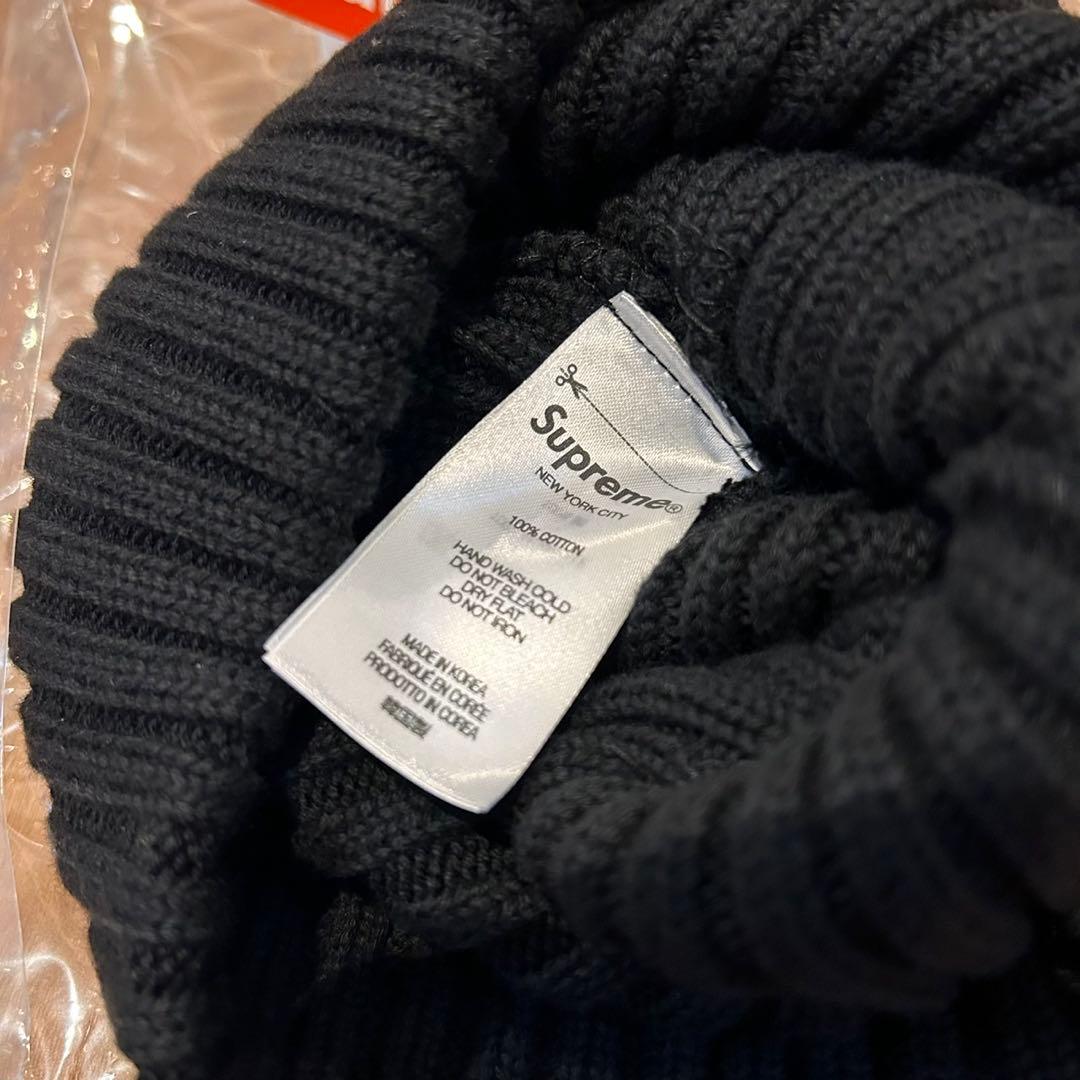 Supreme®
NEW YORK CITY
100% COTTON
HAND WASH COLD
DO NOT BLEACH
DRY FLAT
DO NOT IRON
MADE IN KOREA
FABRIQUE EN CORÉE
PRODOTTO IN COREA